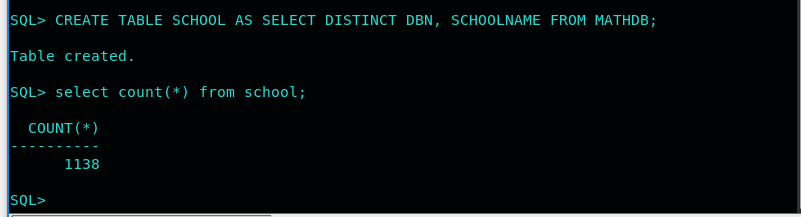 SQL> CREATE TABLE SCHOOL AS SELECT DISTINCT DBN, SCHOOLNAME FROM MATHDB;
Table created.
SQL> select count(*) from school;
COUNT(*)
----------
1138
SQL>